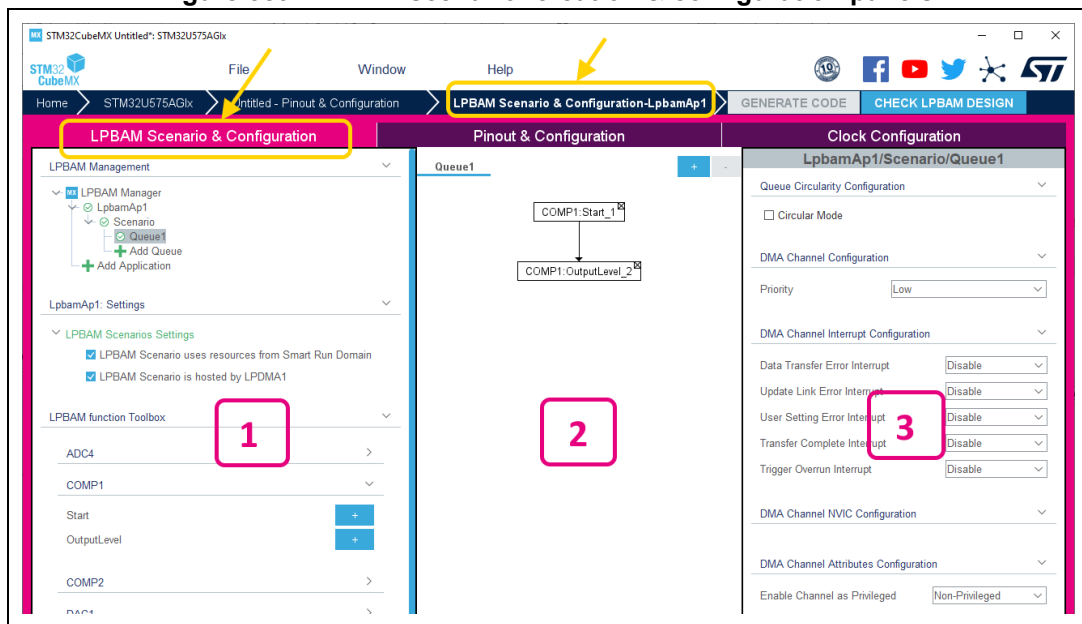 STM32CubeMX Untitled*: STM32U575AGIx
STM32 CubeMX File Window Help
Home STM32U575AGIx Untitled - Pinout & Configuration LPBAM Scenario & Configuration-LpbamAp1 GENERATE CODE CHECK LPBAM DESIGN
LPBAM Scenario & Configuration Pinout & Configuration Clock Configuration
LPBAM Management
LPBAM Manager
LpbamAp1
Scenario
Queue1
Add Queue
Add Application
LpbamAp1: Settings
LPBAM Scenarios Settings
LPBAM Scenario uses resources from Smart Run Domain
LPBAM Scenario is hosted by LPDMA1
LPBAM function Toolbox
1
ADC4
COMP1
Start +
OutputLevel +
COMP2
DAC1
Queue1 + -
COMP1:Start_1
COMP1:OutputLevel_2
2
LpbamAp1/Scenario/Queue1
Queue Circularity Configuration
Circular Mode
DMA Channel Configuration
Priority Low
DMA Channel Interrupt Configuration
Data Transfer Error Interrupt Disable
Update Link Error Interrupt Disable
User Setting Error Interrupt Disable
3
Transfer Complete Interrupt Disable
Trigger Overrun Interrupt Disable
DMA Channel NVIC Configuration
DMA Channel Attributes Configuration
Enable Channel as Privileged Non-Privileged